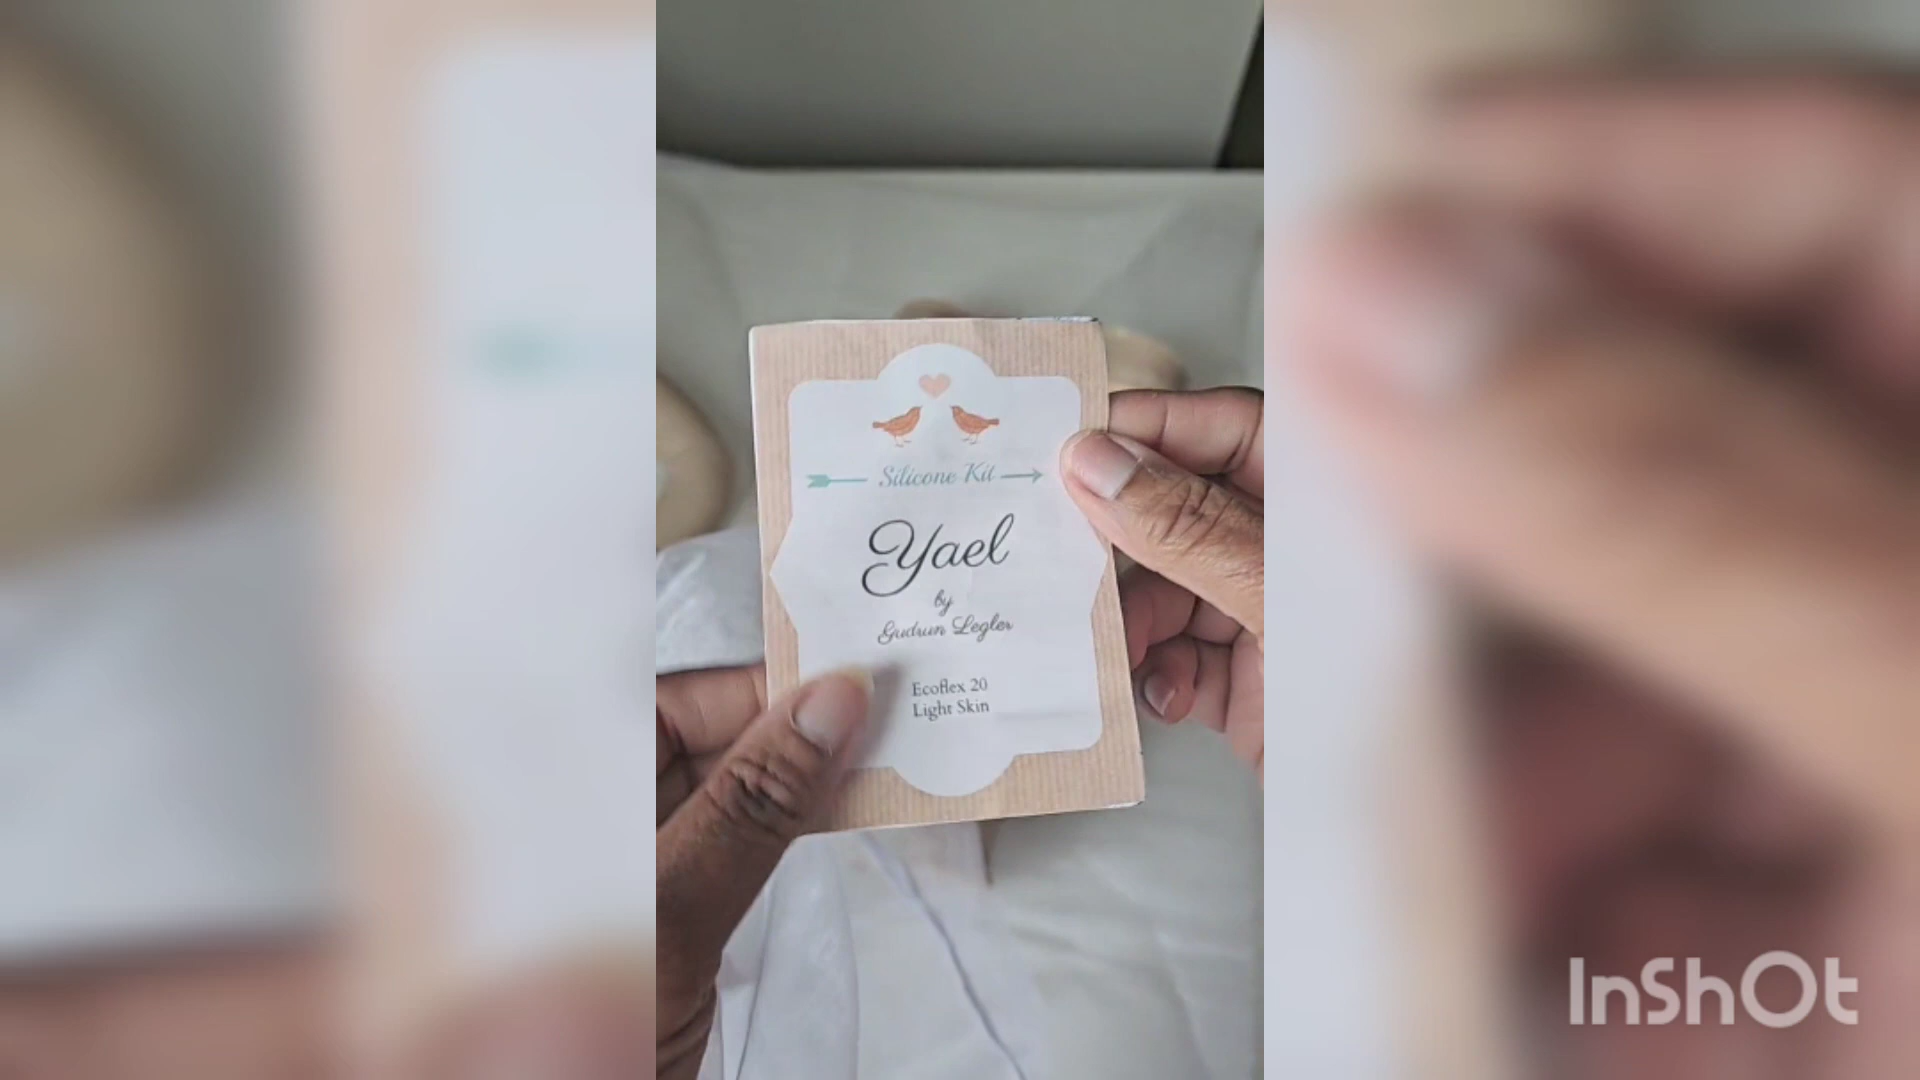 Silicone Kit
Yael
by
Gudrun Legler
Ecoflex 20
Light Skin
InShOt